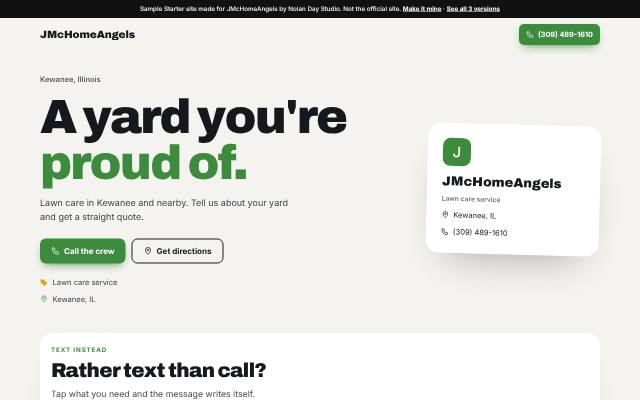 Sample Starter site made for JMcHomeAngels by Nolan Day Studio. Not the official site. Make it mine · See all 3 versions
JMcHomeAngels
(309) 489-1610
Kewanee, Illinois
A yard you're
proud of.
Lawn care in Kewanee and nearby. Tell us about your yard
and get a straight quote.
Call the crew
Get directions
Lawn care service
Kewanee, IL
J
JMcHomeAngels
Lawn care service
Kewanee, IL
(309) 489-1610
TEXT INSTEAD
Rather text than call?
Tap what you need and the message writes itself.